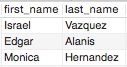 first_name last_name
Israel Vazquez
Edgar Alanis
Monica Hernandez